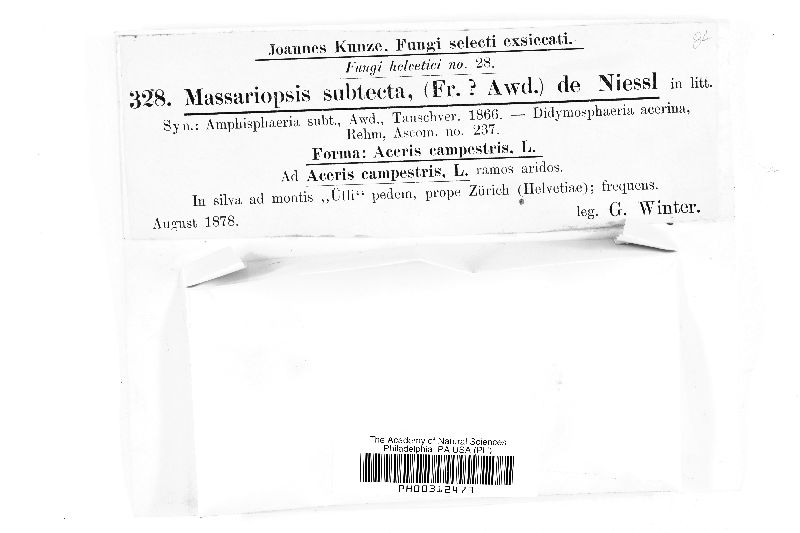 Joannes Kunze. Fungi selecti exsiccati.
Fungi helvetici no. 28.
328. Massariopsis subtecta, (Fr. ? Awd.) de Niessl in litt.
Syn.: Amphisphaeria subt., Awd., Tauschver. 1866. — Didymosphaeria acerina,
Rehm, Ascom. no. 237.
Forma: Aceris campestris, L.
Ad Aceris campestris, L. ramos aridos.
In silva ad montis „Ütli“ pedem, prope Zürich (Helvetiae); frequens.
August 1878.
leg. G. Winter.
The Academy of Natural Sciences
Philadelphia, PA USA (PH)